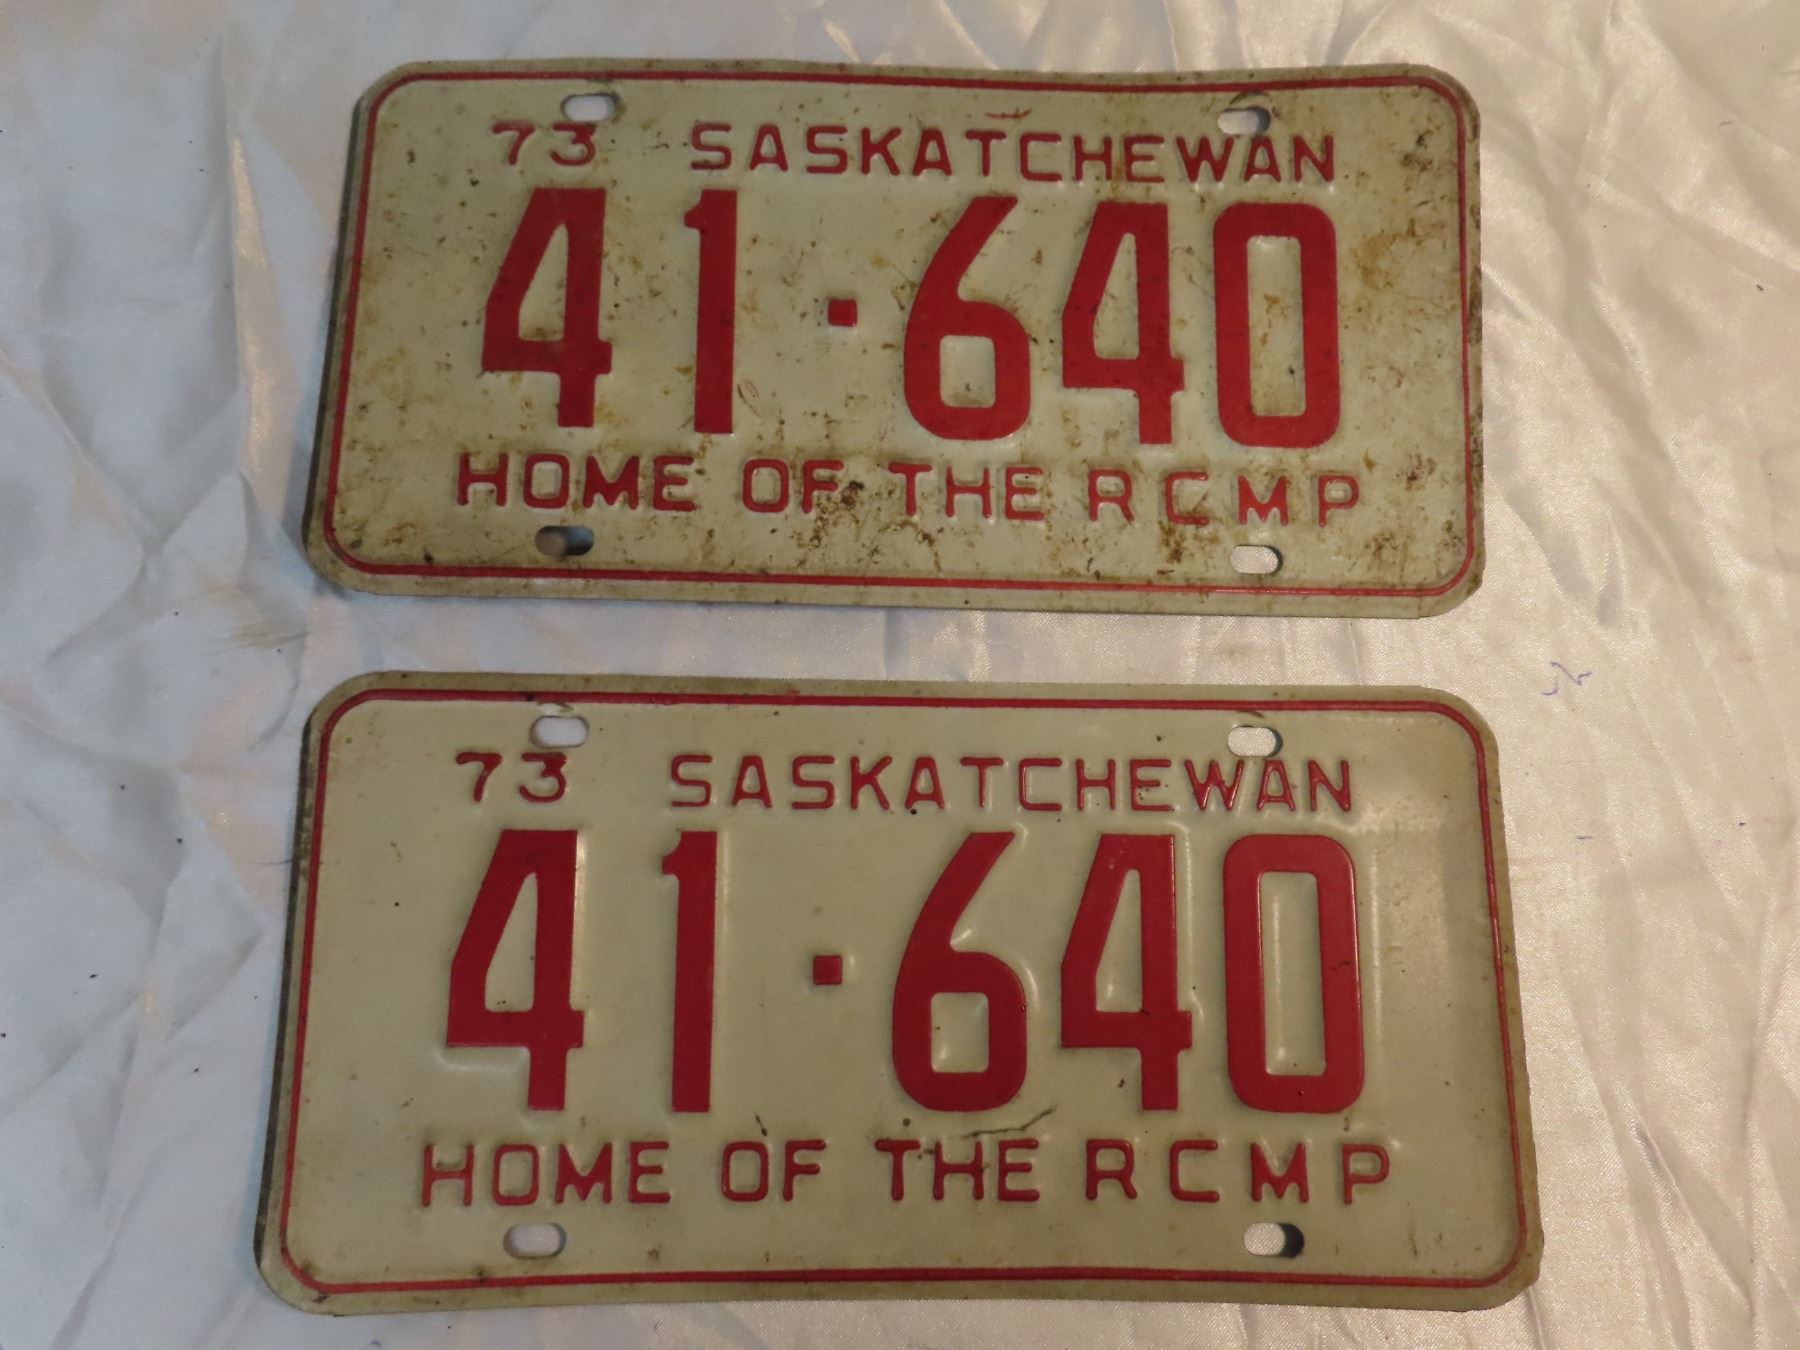 73 SASKATCHEWAN
41·640
HOME OF THE RCMP
73 SASKATCHEWAN
41·640
HOME OF THE RCMP